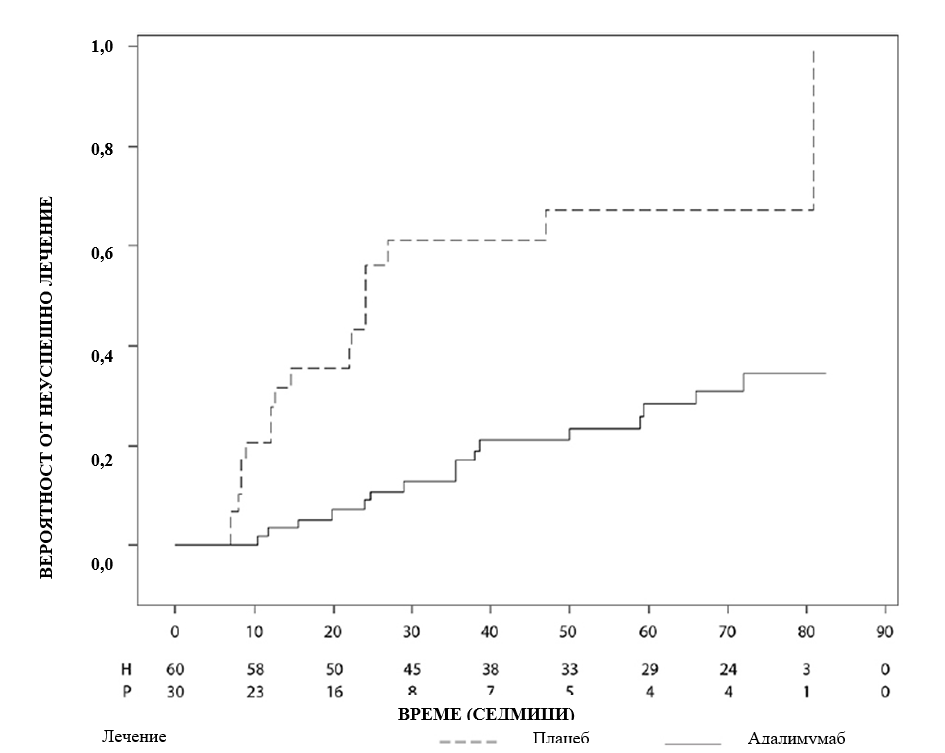 ВЕРОЯТНОСТ ОТ НЕУСПЕШНО ЛЕЧЕНИЕ
1,0
0,8
0,6
0,4
0,2
0,0
0 10 20 30 40 50 60 70 80 90
H 60 58 50 45 38 33 29 24 3 0
P 30 23 16 8 7 5 4 4 1 0
ВРЕМЕ (СЕДМИЦИ)
Лечение Плацеб Адалимумаб